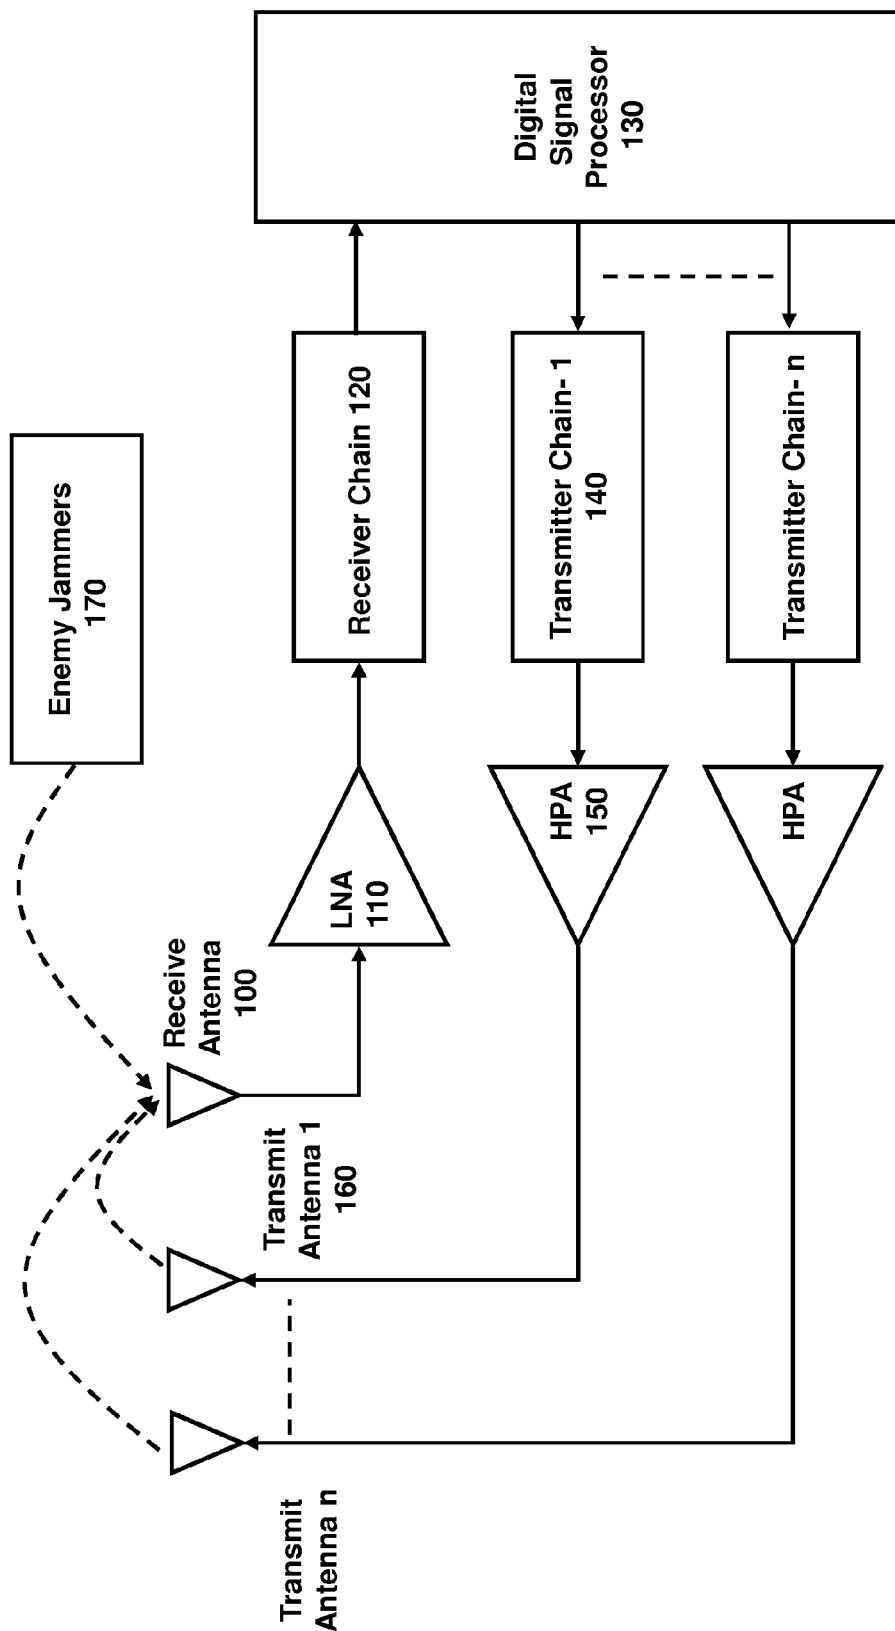 Enemy Jammers
170
Receive
Antenna
100
LNA
110
Receiver Chain 120
Digital
Signal
Processor
130
Transmit
Antenna 1
160
HPA
150
Transmitter Chain- 1
140
Transmit
Antenna n
HPA
Transmitter Chain- n